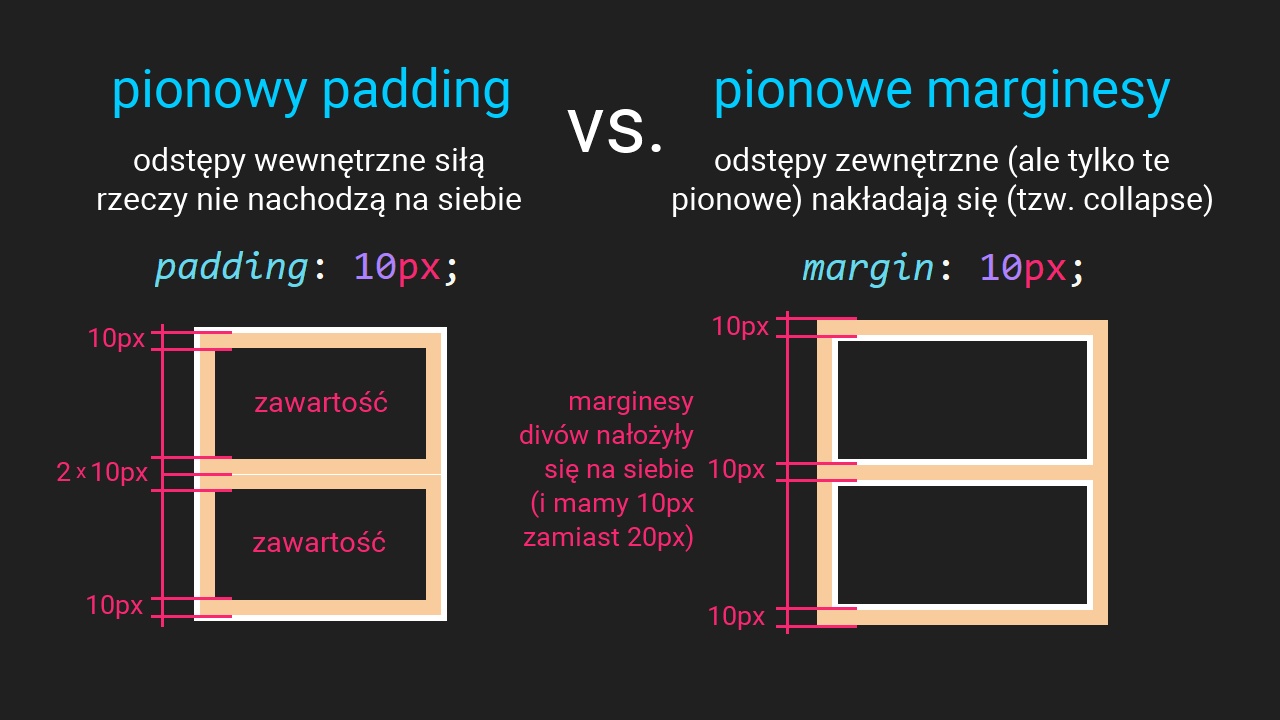 pionowy padding
odstępy wewnętrzne siłą
rzeczy nie nachodzą na siebie
padding: 10px;
10px
zawartość
2 x 10px
zawartość
10px
vs.
pionowe marginesy
odstępy zewnętrzne (ale tylko te
pionowe) nakładają się (tzw. collapse)
margin: 10px;
10px
marginesy
divów nałożyły
się na siebie
(i mamy 10px
zamiast 20px)
10px
10px